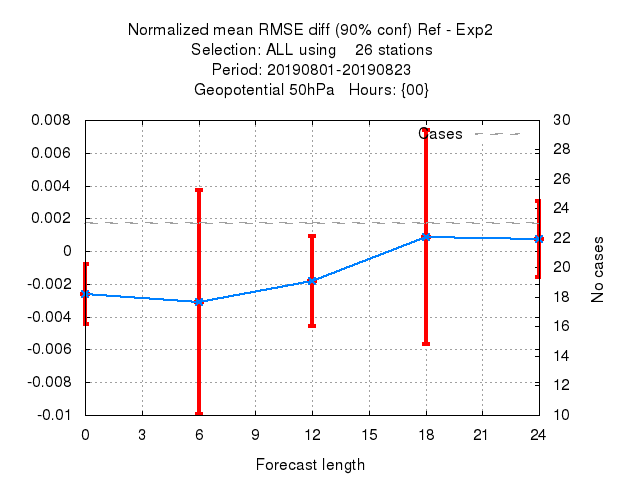 Normalized mean RMSE diff (90% conf) Ref - Exp2
Selection: ALL using    26 stations
Period: 20190801-20190823
Geopotential 50hPa   Hours: {00}
Cases
0.008
0.006
0.004
0.002
0
-0.002
-0.004
-0.006
-0.008
-0.01
30
28
26
24
22
20
18
16
14
12
10
No cases
0 3 6 9 12 15 18 21 24
Forecast length